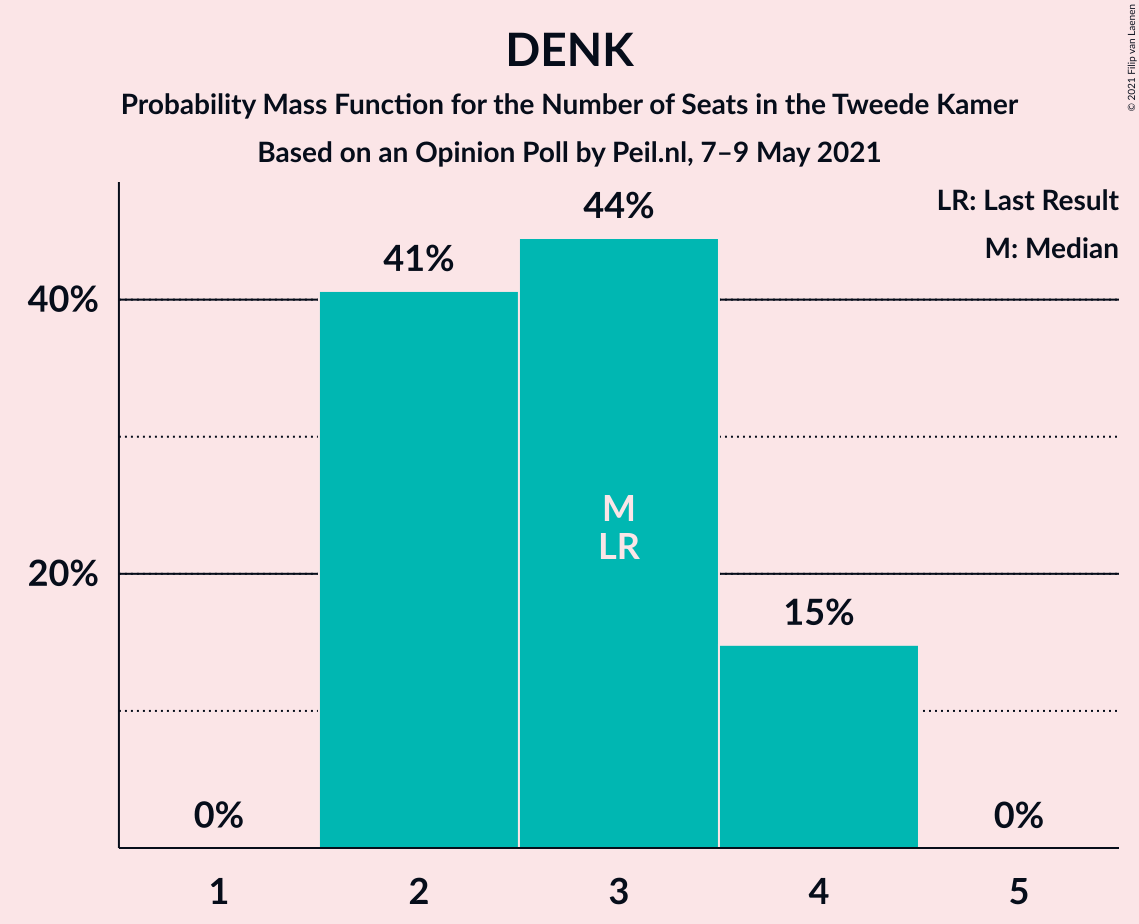 DENK
Probability Mass Function for the Number of Seats in the Tweede Kamer
Based on an Opinion Poll by Peil.nl, 7–9 May 2021
© 2021 Filip van Laenen
LR: Last Result
M: Median
44%
41%
40%
M
LR
20%
15%
0%
0%
1
2
3
4
5